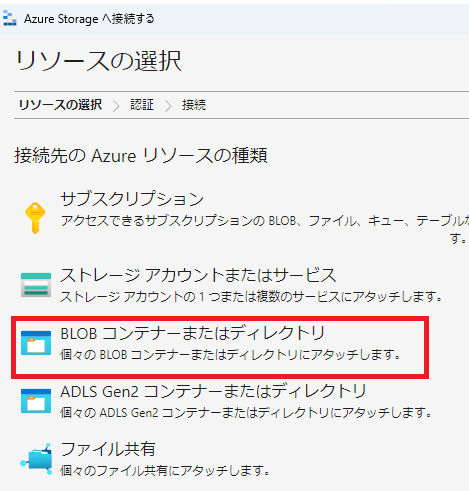 Azure Storage へ接続する
リソースの選択
リソースの選択 > 認証 > 接続
接続先の Azure リソースの種類
サブスクリプション
アクセスできるサブスクリプションの BLOB、ファイル、キュー、テーブルな
す。
ストレージ アカウントまたはサービス
ストレージ アカウントの 1 つまたは複数のサービスにアタッチします。
BLOB コンテナーまたはディレクトリ
個々の BLOB コンテナーまたはディレクトリにアタッチします。
ADLS Gen2 コンテナーまたはディレクトリ
個々の ADLS Gen2 コンテナーまたはディレクトリにアタッチします。
ファイル共有
個々のファイル共有にアタッチします。